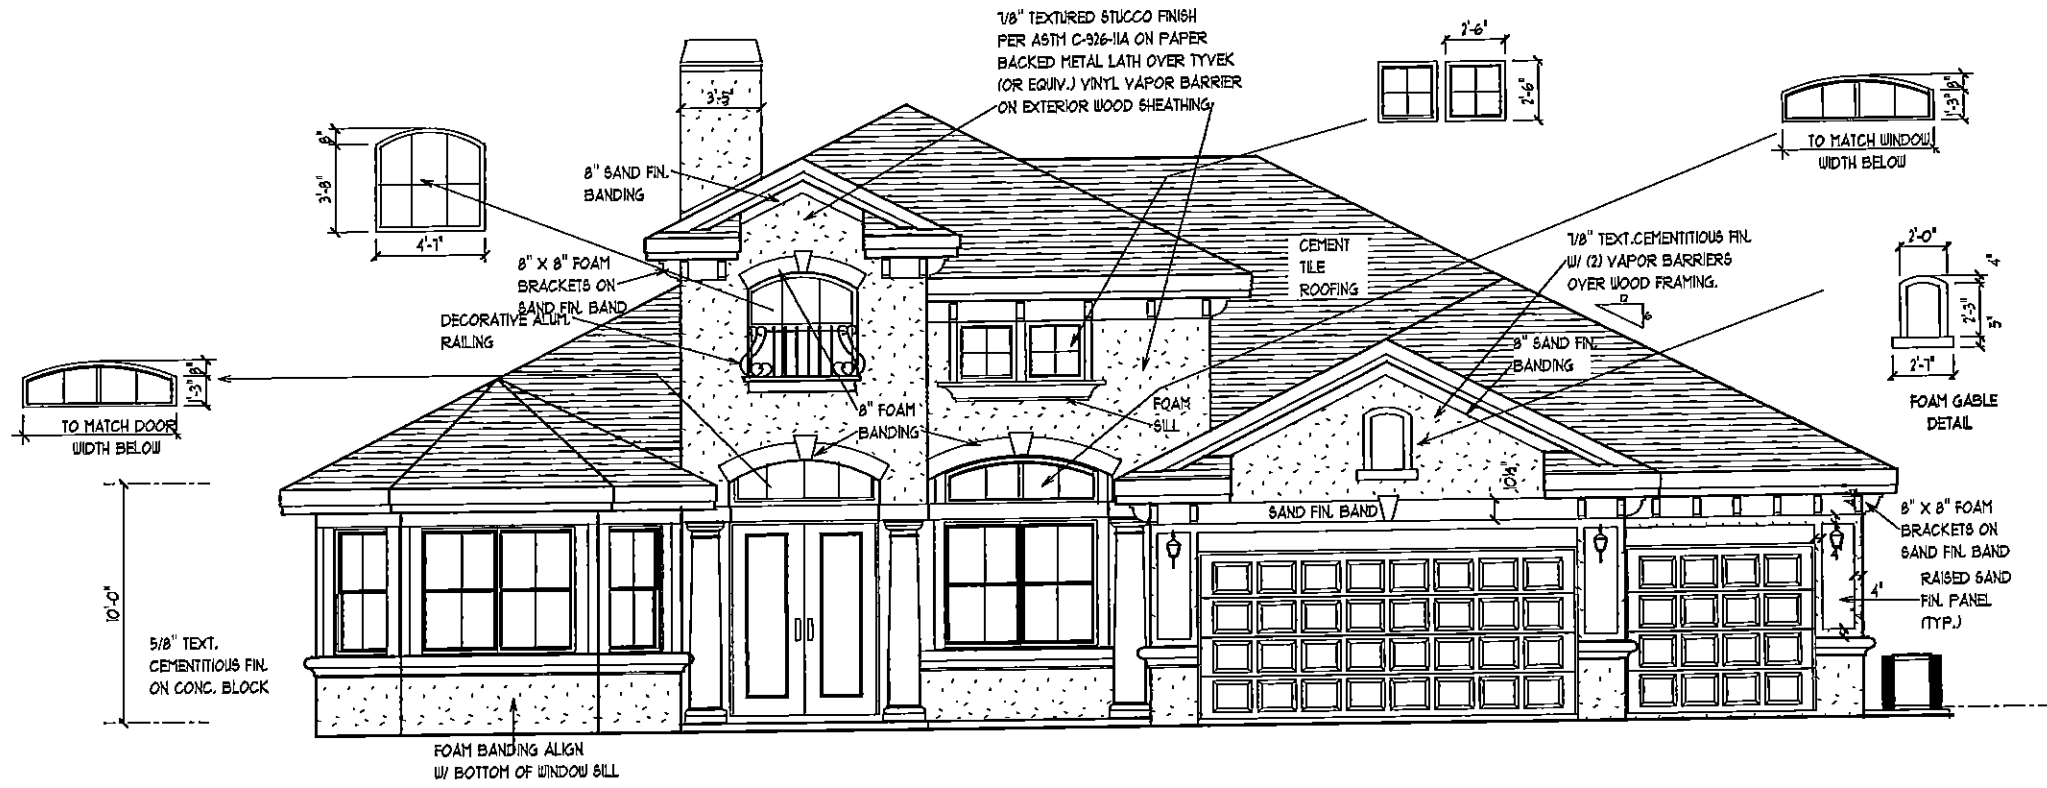 7/8" TEXTURED STUCCO FINISH
PER ASTM C-926-11A ON PAPER
BACKED METAL LATH OVER TYVEK
(OR EQUIV.) VINYL VAPOR BARRIER
ON EXTERIOR WOOD SHEATHING
2'-6"
2'-6"
8"
1'-3"
TO MATCH WINDOW
WIDTH BELOW
3'-5"
8"
3'-8"
4'-7"
8" SAND FIN.
BANDING
8" X 8" FOAM
BRACKETS ON
SAND FIN. BAND
DECORATIVE ALUM.
RAILING
CEMENT
TILE
ROOFING
7/8" TEXT.CEMENTITIOUS FIN.
W/ (2) VAPOR BARRIERS
OVER WOOD FRAMING.
12
6
2'-0"
4"
2'-3"
5"
2'-7"
FOAM GABLE
DETAIL
8" SAND FIN.
BANDING
8"
1'-3"
TO MATCH DOOR
WIDTH BELOW
8" FOAM
BANDING
FOAM
SILL
10½"
SAND FIN. BAND
8" X 8" FOAM
BRACKETS ON
SAND FIN. BAND
4"
RAISED SAND
FIN. PANEL
(TYP.)
10'-0"
5/8" TEXT.
CEMENTITIOUS FIN.
ON CONC. BLOCK
FOAM BANDING ALIGN
W/ BOTTOM OF WINDOW SILL